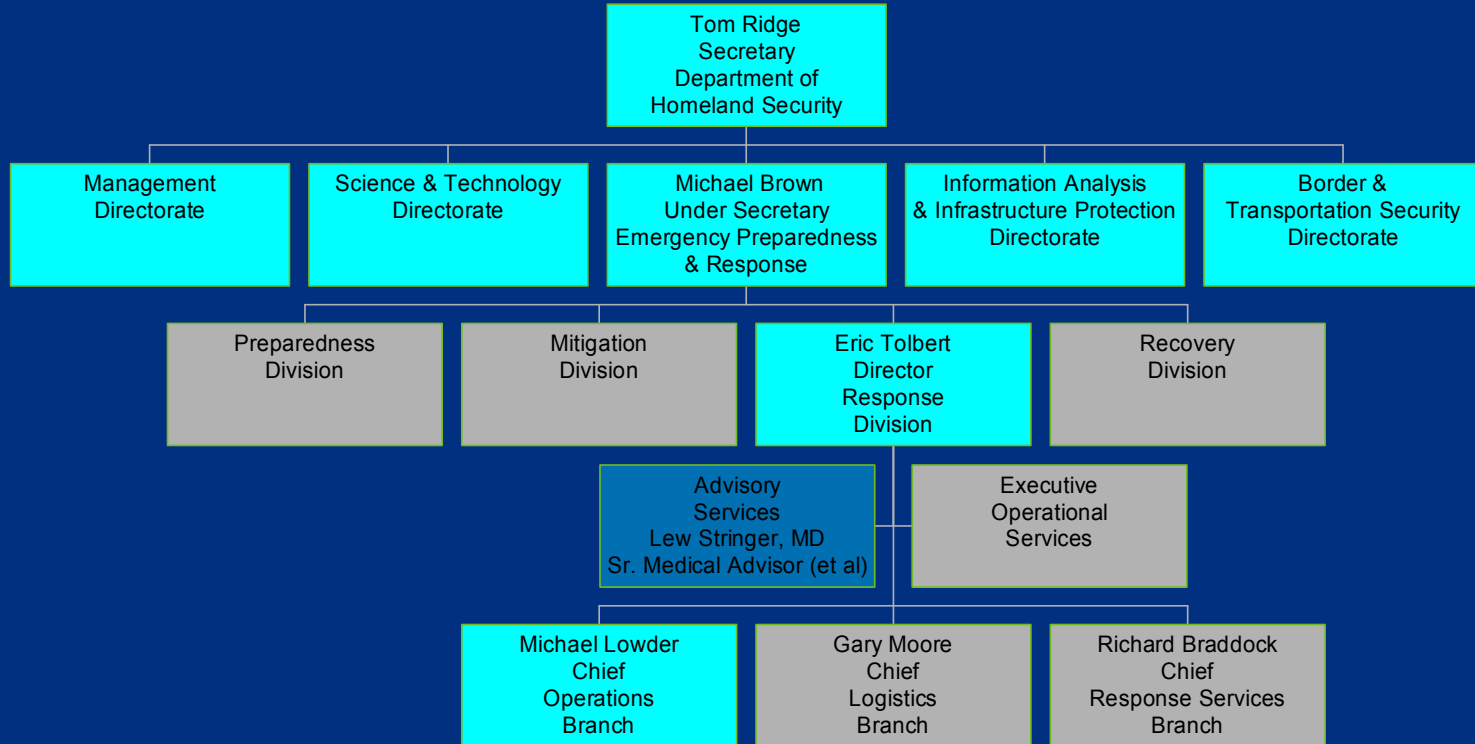 Tom Ridge
Secretary
Department of
Homeland Security
Management
Directorate
Science & Technology
Directorate
Michael Brown
Under Secretary
Emergency Preparedness
& Response
Information Analysis
& Infrastructure Protection
Directorate
Border &
Transportation Security
Directorate
Preparedness
Division
Mitigation
Division
Eric Tolbert
Director
Response
Division
Recovery
Division
Advisory
Services
Lew Stringer, MD
Sr. Medical Advisor (et al)
Executive
Operational
Services
Michael Lowder
Chief
Operations
Branch
Gary Moore
Chief
Logistics
Branch
Richard Braddock
Chief
Response Services
Branch